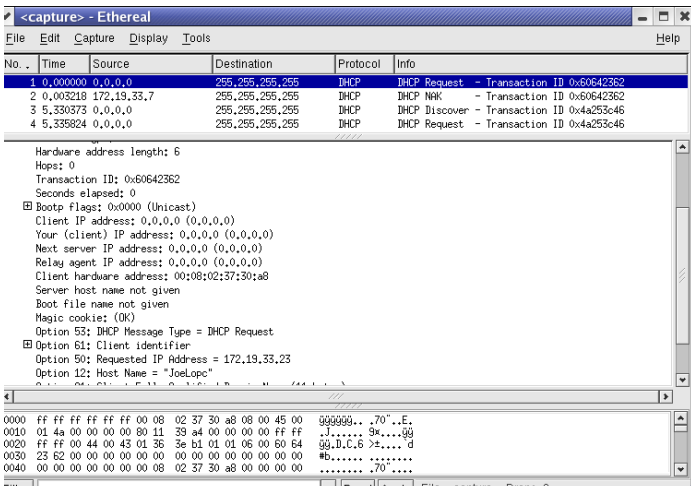 <capture> - Ethereal
File Edit Capture Display Tools Help
No. . Time Source Destination Protocol Info
1 0.000000 0.0.0.0 255.255.255.255 DHCP DHCP Request - Transaction ID 0x60642362
2 0.003218 172.19.33.7 255.255.255.255 DHCP DHCP NAK - Transaction ID 0x60642362
3 5.330373 0.0.0.0 255.255.255.255 DHCP DHCP Discover - Transaction ID 0x4a253c46
4 5.335824 0.0.0.0 255.255.255.255 DHCP DHCP Request - Transaction ID 0x4a253c46
Hardware address length: 6
Hops: 0
Transaction ID: 0x60642362
Seconds elapsed: 0
Bootp flags: 0x0000 (Unicast)
Client IP address: 0.0.0.0 (0.0.0.0)
Your (client) IP address: 0.0.0.0 (0.0.0.0)
Next server IP address: 0.0.0.0 (0.0.0.0)
Relay agent IP address: 0.0.0.0 (0.0.0.0)
Client hardware address: 00:08:02:37:30:a8
Server host name not given
Boot file name not given
Magic cookie: (OK)
Option 53: DHCP Message Type = DHCP Request
Option 61: Client identifier
Option 50: Requested IP Address = 172.19.33.23
Option 12: Host Name = "JoeLopc"
0000 ff ff ff ff ff ff 00 08 02 37 30 a8 08 00 45 00 ÿÿÿÿÿÿ.. .70¨..E.
0010 01 4a 00 00 00 00 80 11 39 a4 00 00 00 00 ff ff .J...... 9¤....ÿÿ
0020 ff ff 00 44 00 43 01 36 3e b1 01 01 06 00 60 64 ÿÿ.D.C.6 >±....`d
0030 23 62 00 00 00 00 00 00 00 00 00 00 00 00 00 00 #b...... ........
0040 00 00 00 00 00 00 00 08 02 37 30 a8 00 00 00 00 ........ .70¨....